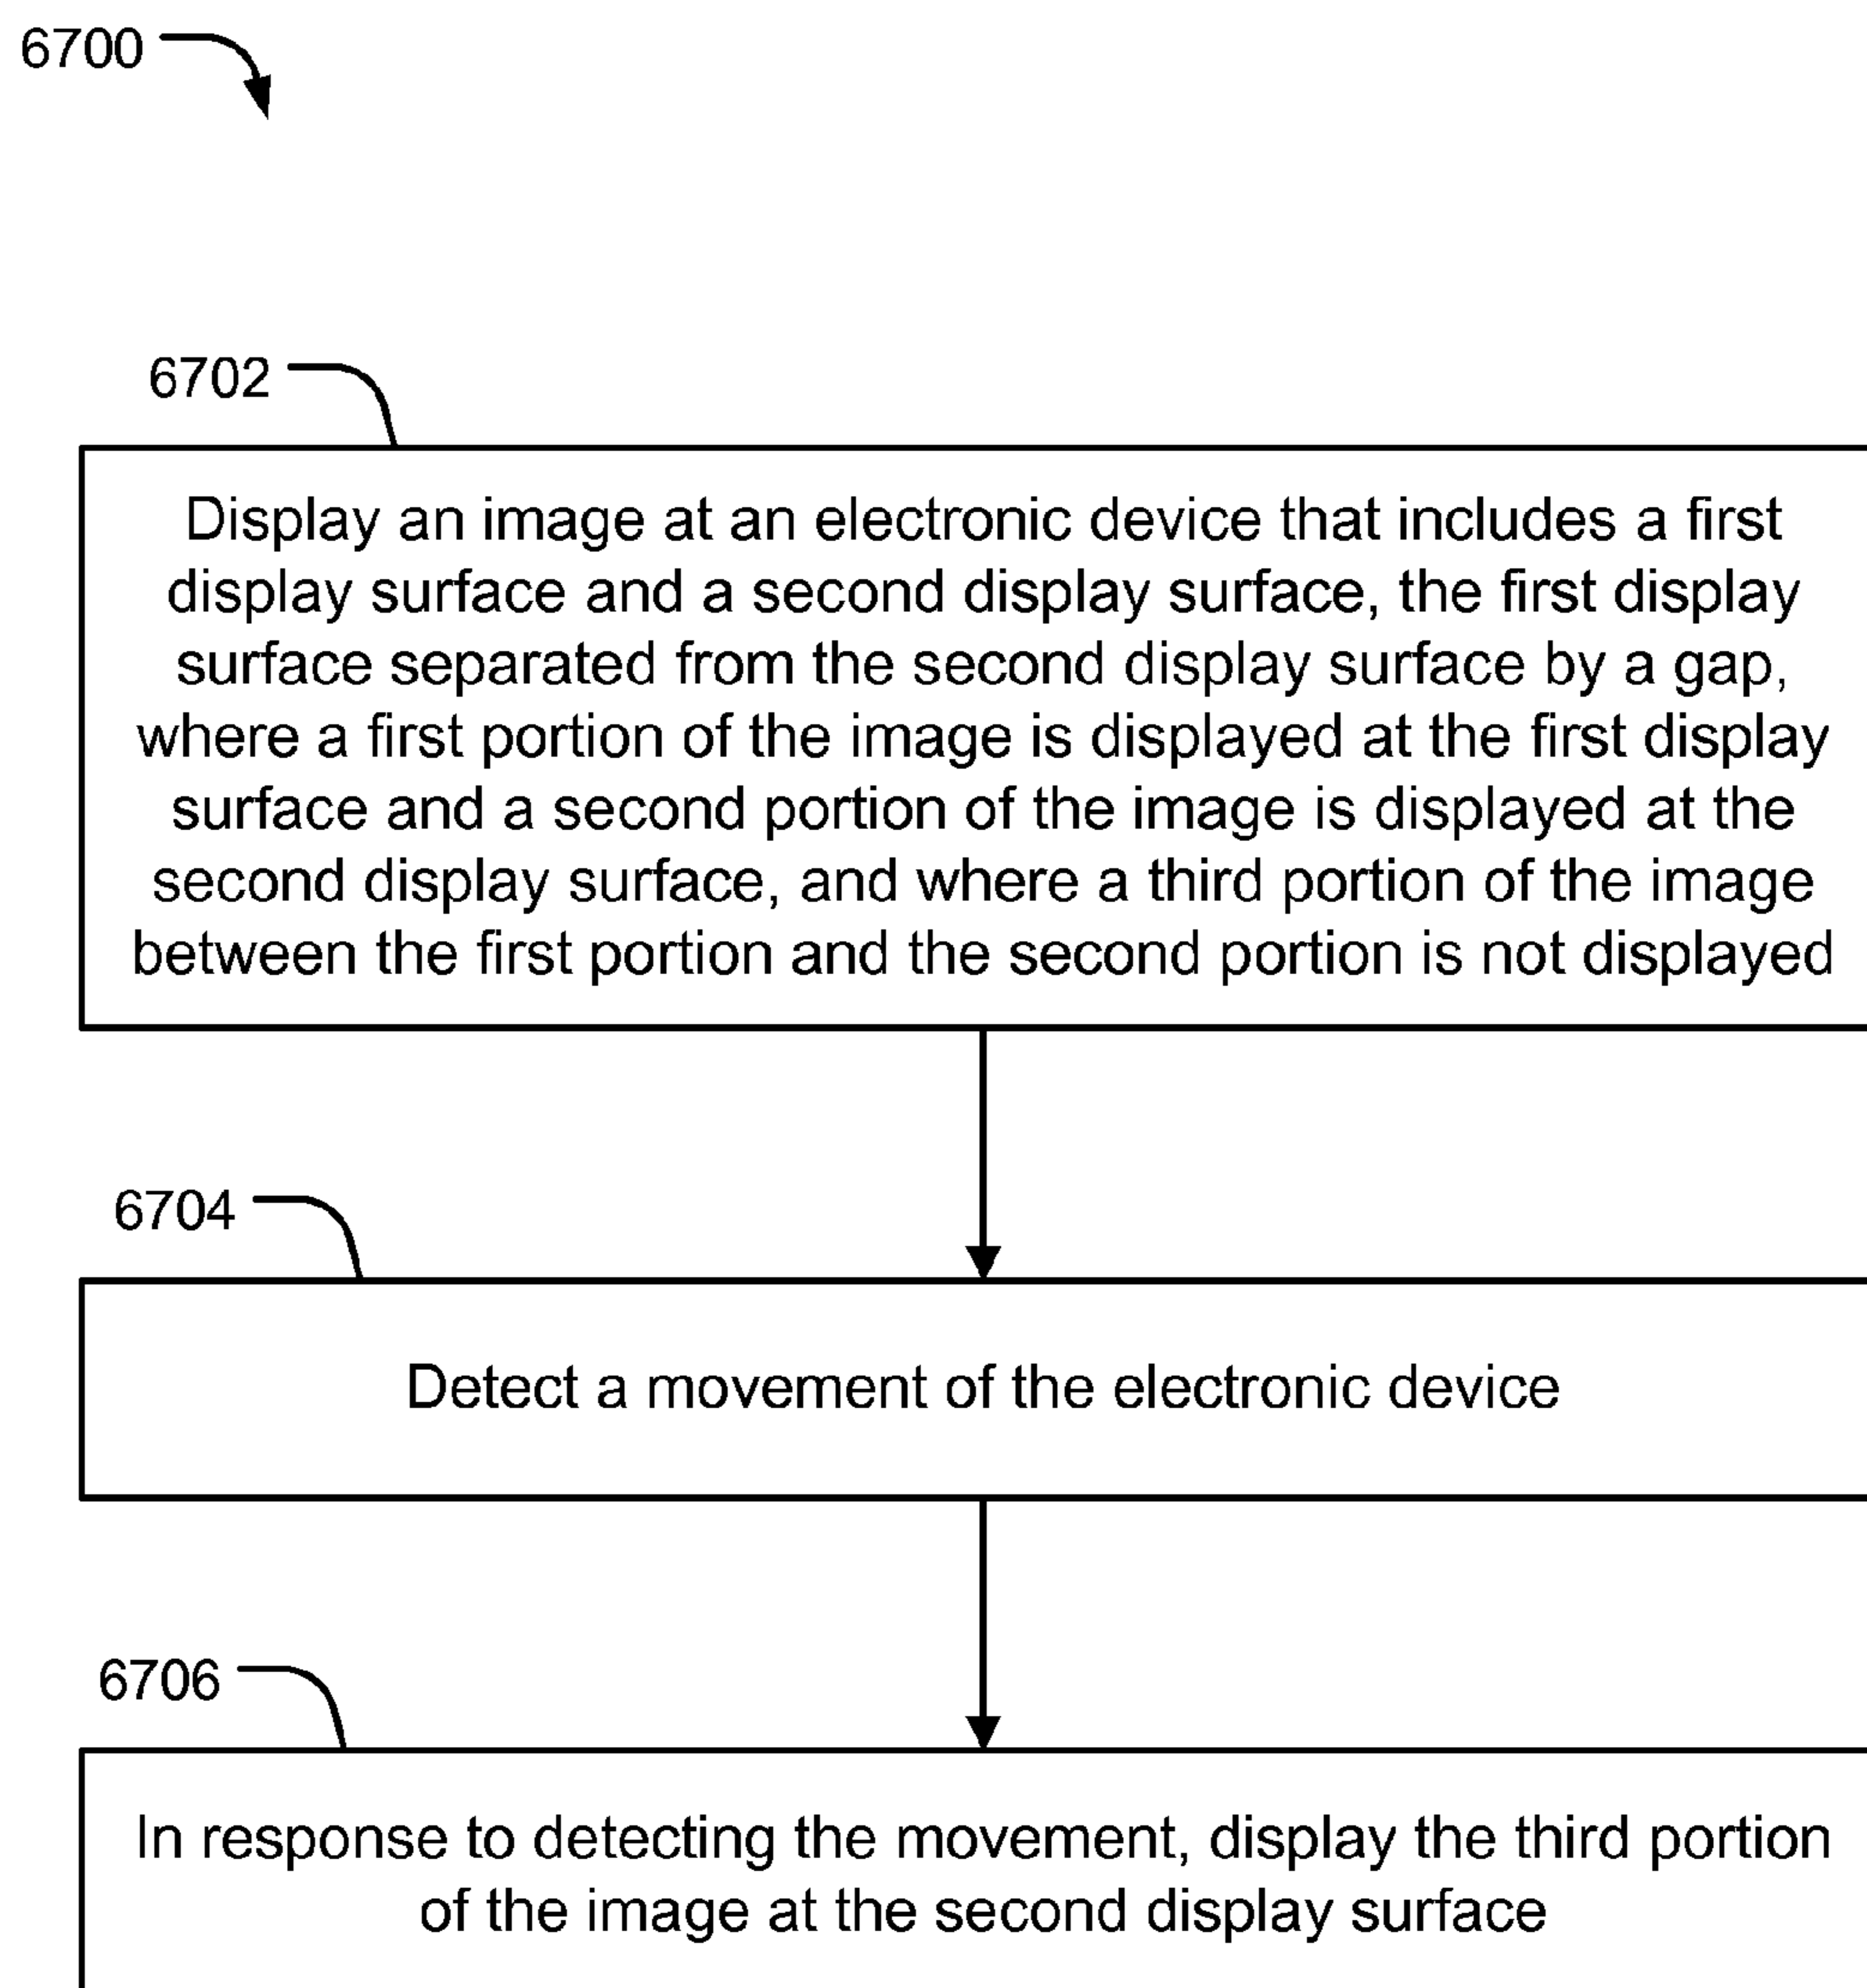 6700
6702
Display an image at an electronic device that includes a first
display surface and a second display surface, the first display
surface separated from the second display surface by a gap,
where a first portion of the image is displayed at the first display
surface and a second portion of the image is displayed at the
second display surface, and where a third portion of the image
between the first portion and the second portion is not displayed
6704
Detect a movement of the electronic device
6706
In response to detecting the movement, display the third portion
of the image at the second display surface